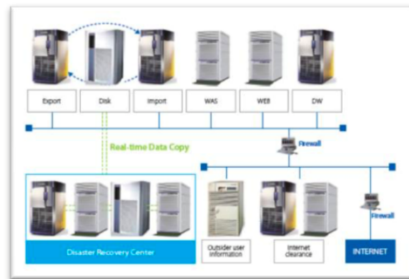 Export
Disk
Import
WAS
WEB
DW
Real-time Data Copy
Firewall
Firewall
Disaster Recovery Center
Outsider user
information
Internet
clearance
INTERNET